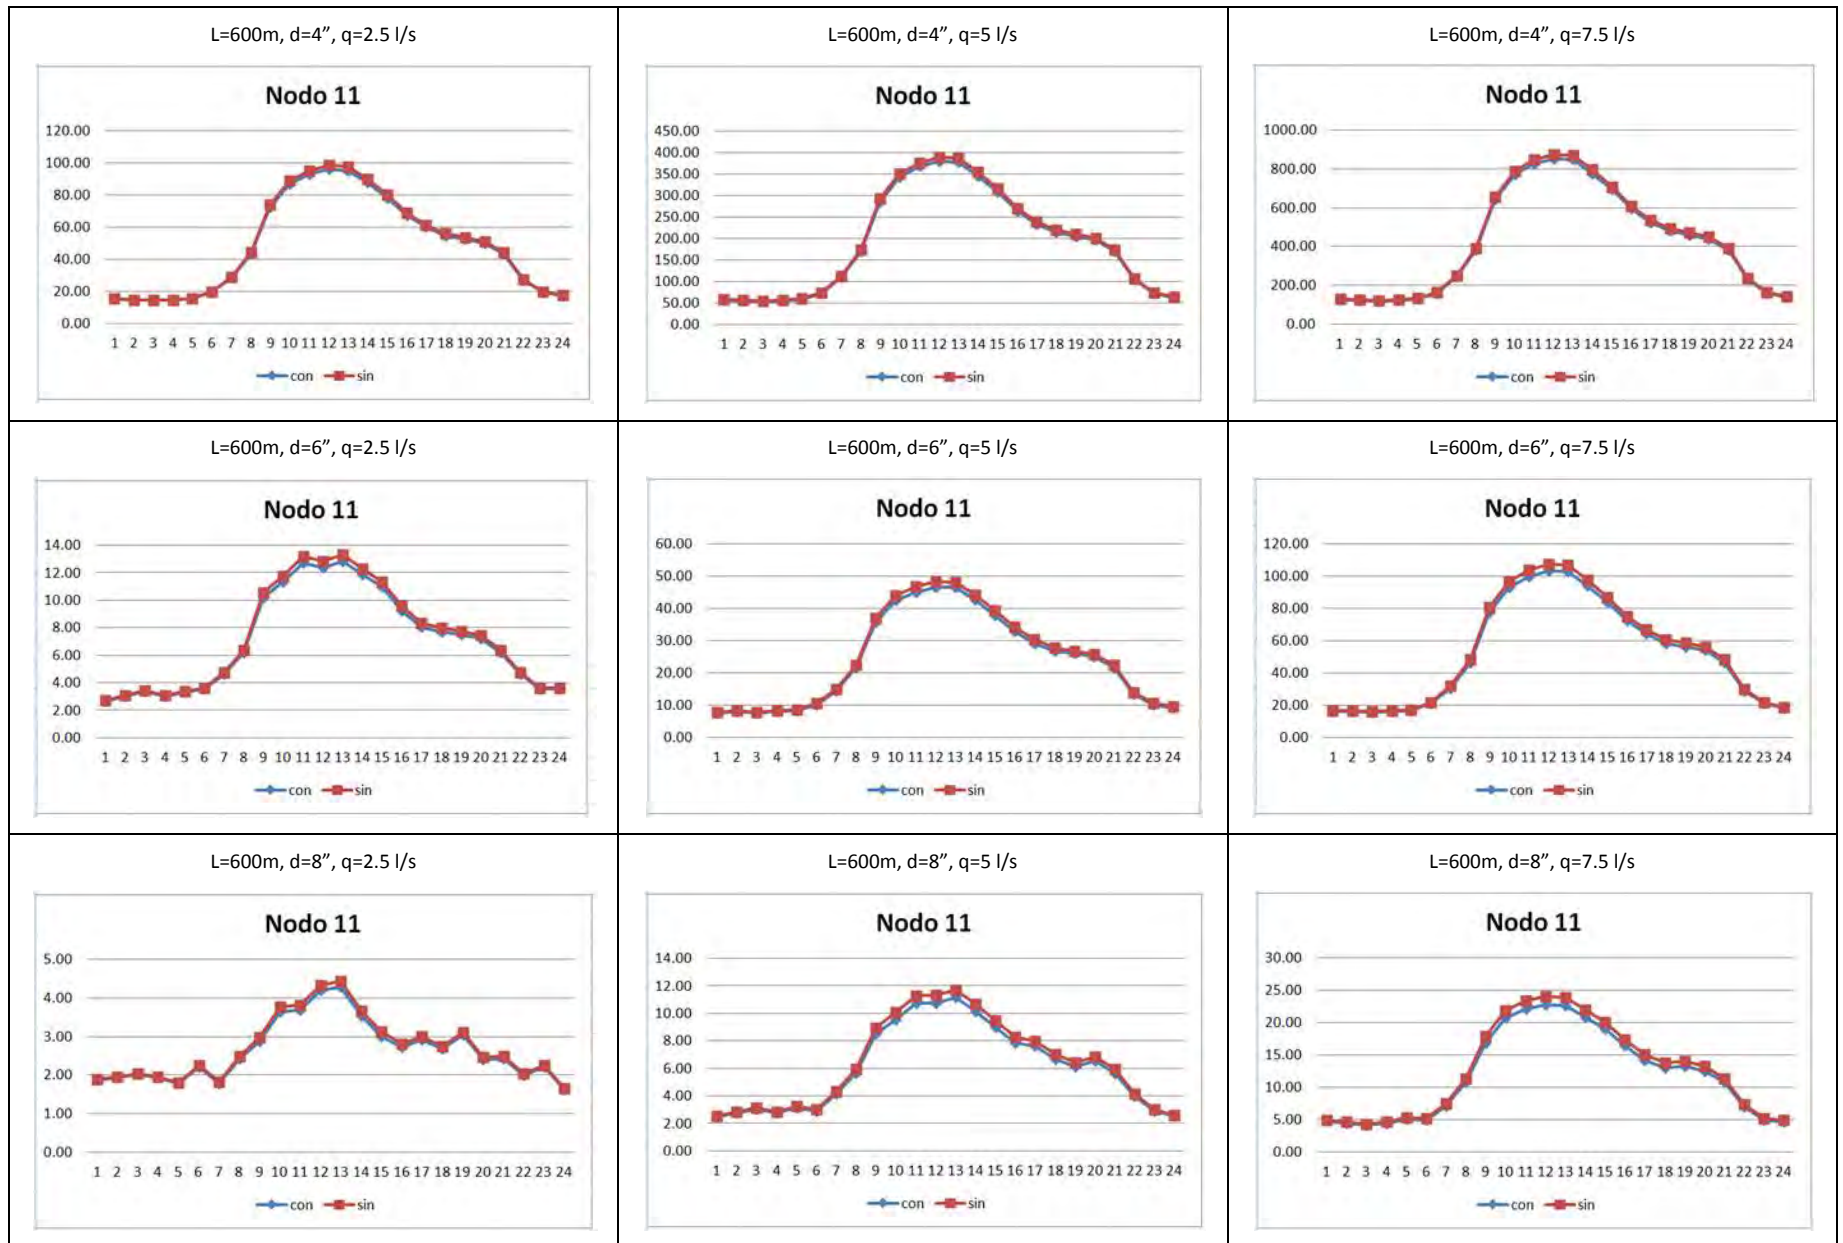 L=600m, d=4”, q=2.5 l/s
Nodo 11
120.00
100.00
80.00
60.00
40.00
20.00
0.00
1 2 3 4 5 6 7 8 9 10 11 12 13 14 15 16 17 18 19 20 21 22 23 24
con sin
L=600m, d=4”, q=5 l/s
Nodo 11
450.00
400.00
350.00
300.00
250.00
200.00
150.00
100.00
50.00
0.00
1 2 3 4 5 6 7 8 9 10 11 12 13 14 15 16 17 18 19 20 21 22 23 24
con sin
L=600m, d=4”, q=7.5 l/s
Nodo 11
1000.00
800.00
600.00
400.00
200.00
0.00
1 2 3 4 5 6 7 8 9 10 11 12 13 14 15 16 17 18 19 20 21 22 23 24
con sin
L=600m, d=6”, q=2.5 l/s
Nodo 11
14.00
12.00
10.00
8.00
6.00
4.00
2.00
0.00
1 2 3 4 5 6 7 8 9 10 11 12 13 14 15 16 17 18 19 20 21 22 23 24
con sin
L=600m, d=6”, q=5 l/s
Nodo 11
60.00
50.00
40.00
30.00
20.00
10.00
0.00
1 2 3 4 5 6 7 8 9 10 11 12 13 14 15 16 17 18 19 20 21 22 23 24
con sin
L=600m, d=6”, q=7.5 l/s
Nodo 11
120.00
100.00
80.00
60.00
40.00
20.00
0.00
1 2 3 4 5 6 7 8 9 10 11 12 13 14 15 16 17 18 19 20 21 22 23 24
con sin
L=600m, d=8”, q=2.5 l/s
Nodo 11
5.00
4.00
3.00
2.00
1.00
0.00
1 2 3 4 5 6 7 8 9 10 11 12 13 14 15 16 17 18 19 20 21 22 23 24
con sin
L=600m, d=8”, q=5 l/s
Nodo 11
14.00
12.00
10.00
8.00
6.00
4.00
2.00
0.00
1 2 3 4 5 6 7 8 9 10 11 12 13 14 15 16 17 18 19 20 21 22 23 24
con sin
L=600m, d=8”, q=7.5 l/s
Nodo 11
30.00
25.00
20.00
15.00
10.00
5.00
0.00
1 2 3 4 5 6 7 8 9 10 11 12 13 14 15 16 17 18 19 20 21 22 23 24
con sin